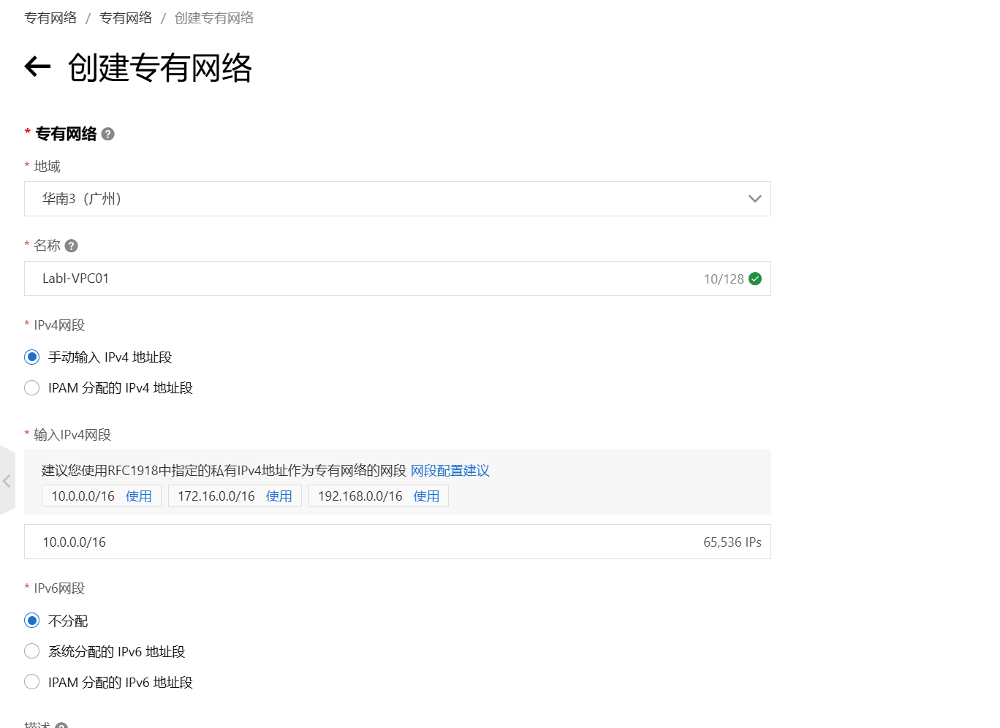 专有网络 / 专有网络 / 创建专有网络
创建专有网络
* 专有网络 ?
* 地域
华南3（广州）
* 名称 ?
Labl-VPC01 10/128
* IPv4网段
手动输入 IPv4 地址段
IPAM 分配的 IPv4 地址段
* 输入IPv4网段
建议您使用RFC1918中指定的私有IPv4地址作为专有网络的网段 网段配置建议
10.0.0.0/16 使用 172.16.0.0/16 使用 192.168.0.0/16 使用
10.0.0.0/16 65,536 IPs
* IPv6网段
不分配
系统分配的 IPv6 地址段
IPAM 分配的 IPv6 地址段
描述 ?